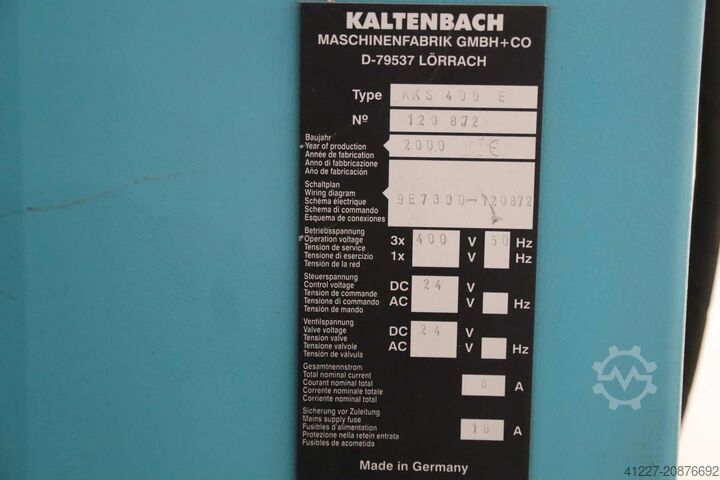 KALTENBACH
MASCHINENFABRIK GMBH+CO
D-79537 LÖRRACH
Type KKS 400 E
Nº 120 872
Baujahr
Year of production 2000 CE
Année de fabrication
Anno di fabbricazione
Año de fabricación
Schaltplan
Wiring diagram
Schéma électrique 9E7300-120872
Schema di commando
Esquema de conexiones
Betriebsspannung
Operation voltage 3x 400 V 50 Hz
Tension de service
Tensione di esercizio 1x V Hz
Tensión de la red
Steuerspannung
Control voltage DC 24 V
Tension de commande
Tensione di comando AC V Hz
Tensión de mando
Ventilspannung
Valve voltage DC 24 V
Tension valve
Tensione valvole AC V Hz
Tensión de válvula
Gesamtnennstrom
Total nominal current
Courant nominal total 8 A
Corrente nominale totale
Corriente nominal total
Sicherung vor Zuleitung
Mains supply fuse
Fusibles d'alimentation 16 A
Protezione nella retein entrata
Fusibles de acometida
Made in Germany
41227-20876692